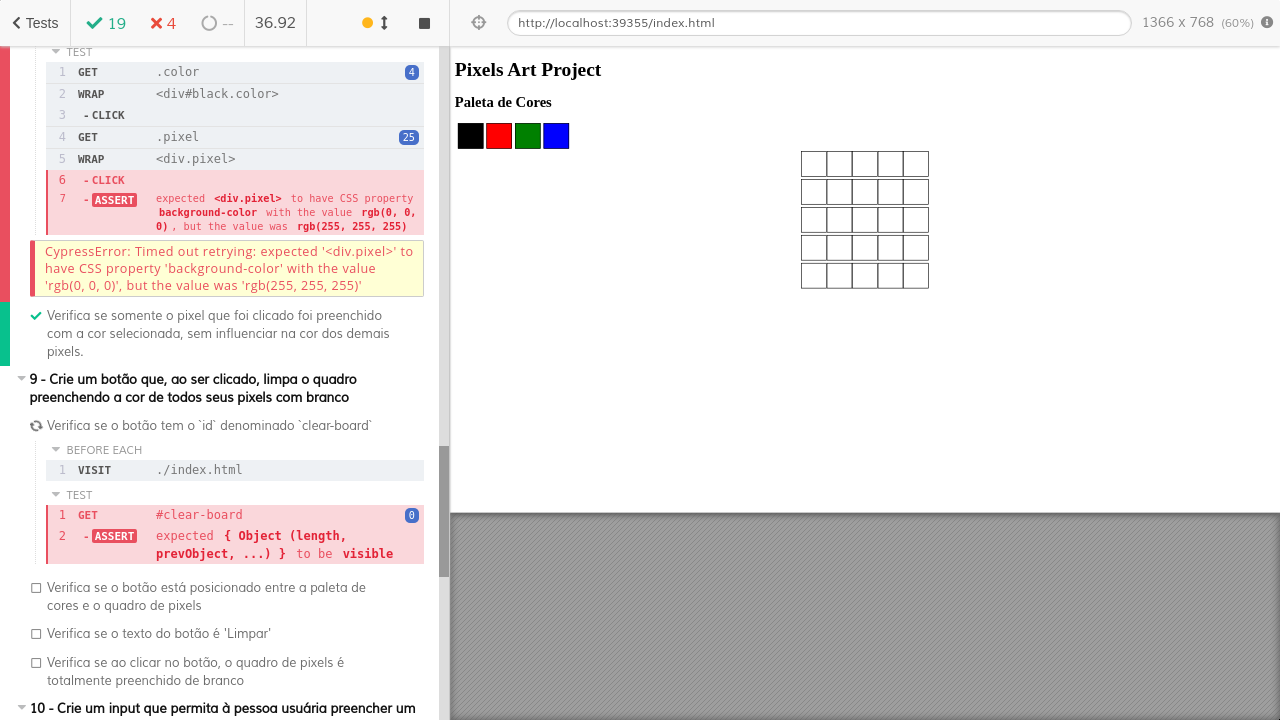 Tests 19 4 -- 36.92
http://localhost:39355/index.html 1366 x 768 (60%)
TEST
1 GET .color 4
2 WRAP <div#black.color>
3 - CLICK
4 GET .pixel 25
5 WRAP <div.pixel>
6 - CLICK
7 - ASSERT expected <div.pixel> to have CSS property
background-color with the value rgb(0, 0,
0) , but the value was rgb(255, 255, 255)
CypressError: Timed out retrying: expected '<div.pixel>' to
have CSS property 'background-color' with the value
'rgb(0, 0, 0)', but the value was 'rgb(255, 255, 255)'
Verifica se somente o pixel que foi clicado foi preenchido
com a cor selecionada, sem influenciar na cor dos demais
pixels.
9 - Crie um botão que, ao ser clicado, limpa o quadro
preenchendo a cor de todos seus pixels com branco
Verifica se o botão tem o `id` denominado `clear-board`
BEFORE EACH
1 VISIT ./index.html
TEST
1 GET #clear-board 0
2 - ASSERT expected { Object (length,
prevObject, ...) } to be visible
Verifica se o botão está posicionado entre a paleta de
cores e o quadro de pixels
Verifica se o texto do botão é 'Limpar'
Verifica se ao clicar no botão, o quadro de pixels é
totalmente preenchido de branco
10 - Crie um input que permita à pessoa usuária preencher um
Pixels Art Project
Paleta de Cores